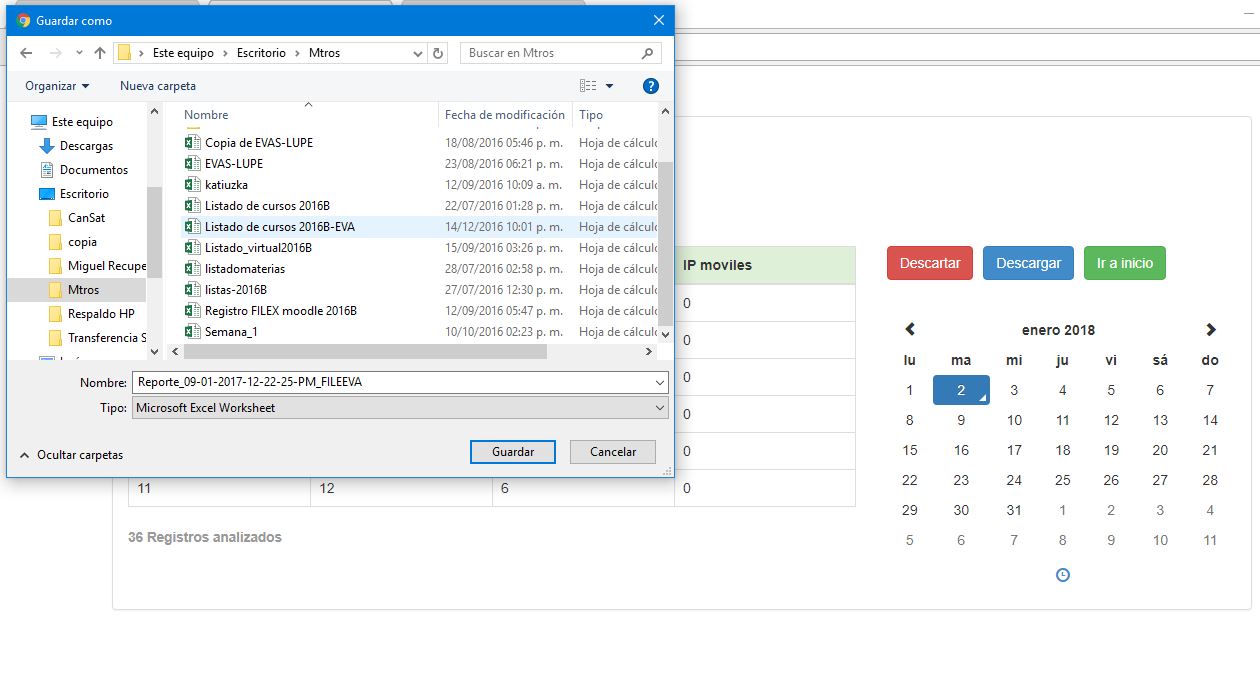 Guardar como
Este equipo > Escritorio > Mtros
Buscar en Mtros
Organizar
Nueva carpeta
Este equipo
Descargas
Documentos
Escritorio
CanSat
copia
Miguel Recupe
Mtros
Respaldo HP
Transferencia S
Nombre Fecha de modificación Tipo
Copia de EVAS-LUPE 18/08/2016 05:46 p. m. Hoja de cálculo
EVAS-LUPE 23/08/2016 06:21 p. m. Hoja de cálculo
katiuzka 12/09/2016 10:09 a. m. Hoja de cálculo
Listado de cursos 2016B 22/07/2016 01:28 p. m. Hoja de cálculo
Listado de cursos 2016B-EVA 14/12/2016 10:01 p. m. Hoja de cálculo
Listado_virtual2016B 15/09/2016 03:26 p. m. Hoja de cálculo
listadomaterias 28/07/2016 02:58 p. m. Hoja de cálculo
listas-2016B 27/07/2016 12:30 p. m. Hoja de cálculo
Registro FILEX moodle 2016B 12/09/2016 05:47 p. m. Hoja de cálculo
Semana_1 10/10/2016 02:23 p. m. Hoja de cálculo
Nombre: Reporte_09-01-2017-12-22-25-PM_FILEEVA
Tipo: Microsoft Excel Worksheet
Ocultar carpetas
Guardar
Cancelar
IP moviles
0
0
0
0
0
11 12 6 0
36 Registros analizados
Descartar
Descargar
Ir a inicio
enero 2018
lu ma mi ju vi sá do
1 2 3 4 5 6 7
8 9 10 11 12 13 14
15 16 17 18 19 20 21
22 23 24 25 26 27 28
29 30 31 1 2 3 4
5 6 7 8 9 10 11